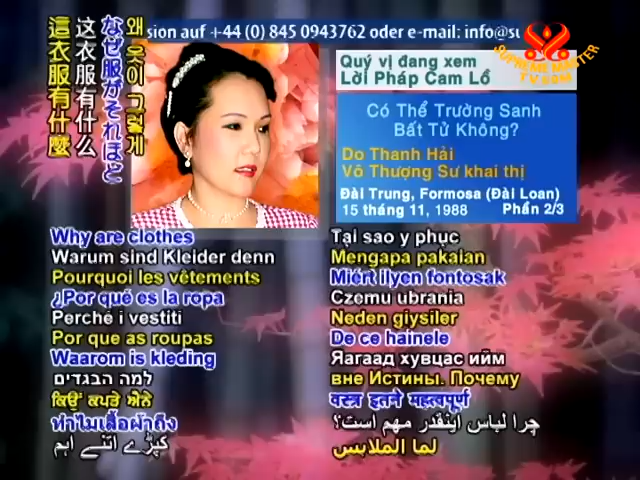 sion auf +44 (0) 845 0943762 oder e-mail: info@su
SUPREME MASTER
TV.COM
왜 옷이 그렇게
なぜ服がそれほど
这衣服有什么
這衣服有什麼
Quý vị đang xem
Lời Pháp Cam Lồ
Có Thể Trường Sanh
Bất Tử Không?
Do Thanh Hải
Vô Thượng Sư khai thị
Đài Trung, Formosa (Đài Loan)
15 tháng 11, 1988 Phần 2/3
Why are clothes
Warum sind Kleider denn
Pourquoi les vêtements
¿Por qué es la ropa
Perché i vestiti
Por que as roupas
Waarom is kleding
למה הבגדים
ਕਿਉਂ ਕਪੜੇ ਐਨੇ
ทำไมเสื้อผ้าถึง
کپڑے اتنے اہم
Tại sao y phục
Mengapa pakaian
Miért ilyen fontosak
Czemu ubrania
Neden giysiler
De ce hainele
Яагаад хувцас ийм
вне Истины. Почему
वस्त्र इतने महत्वपूर्ण
چرا لباس اینقدر مهم است؟
لما الملابس